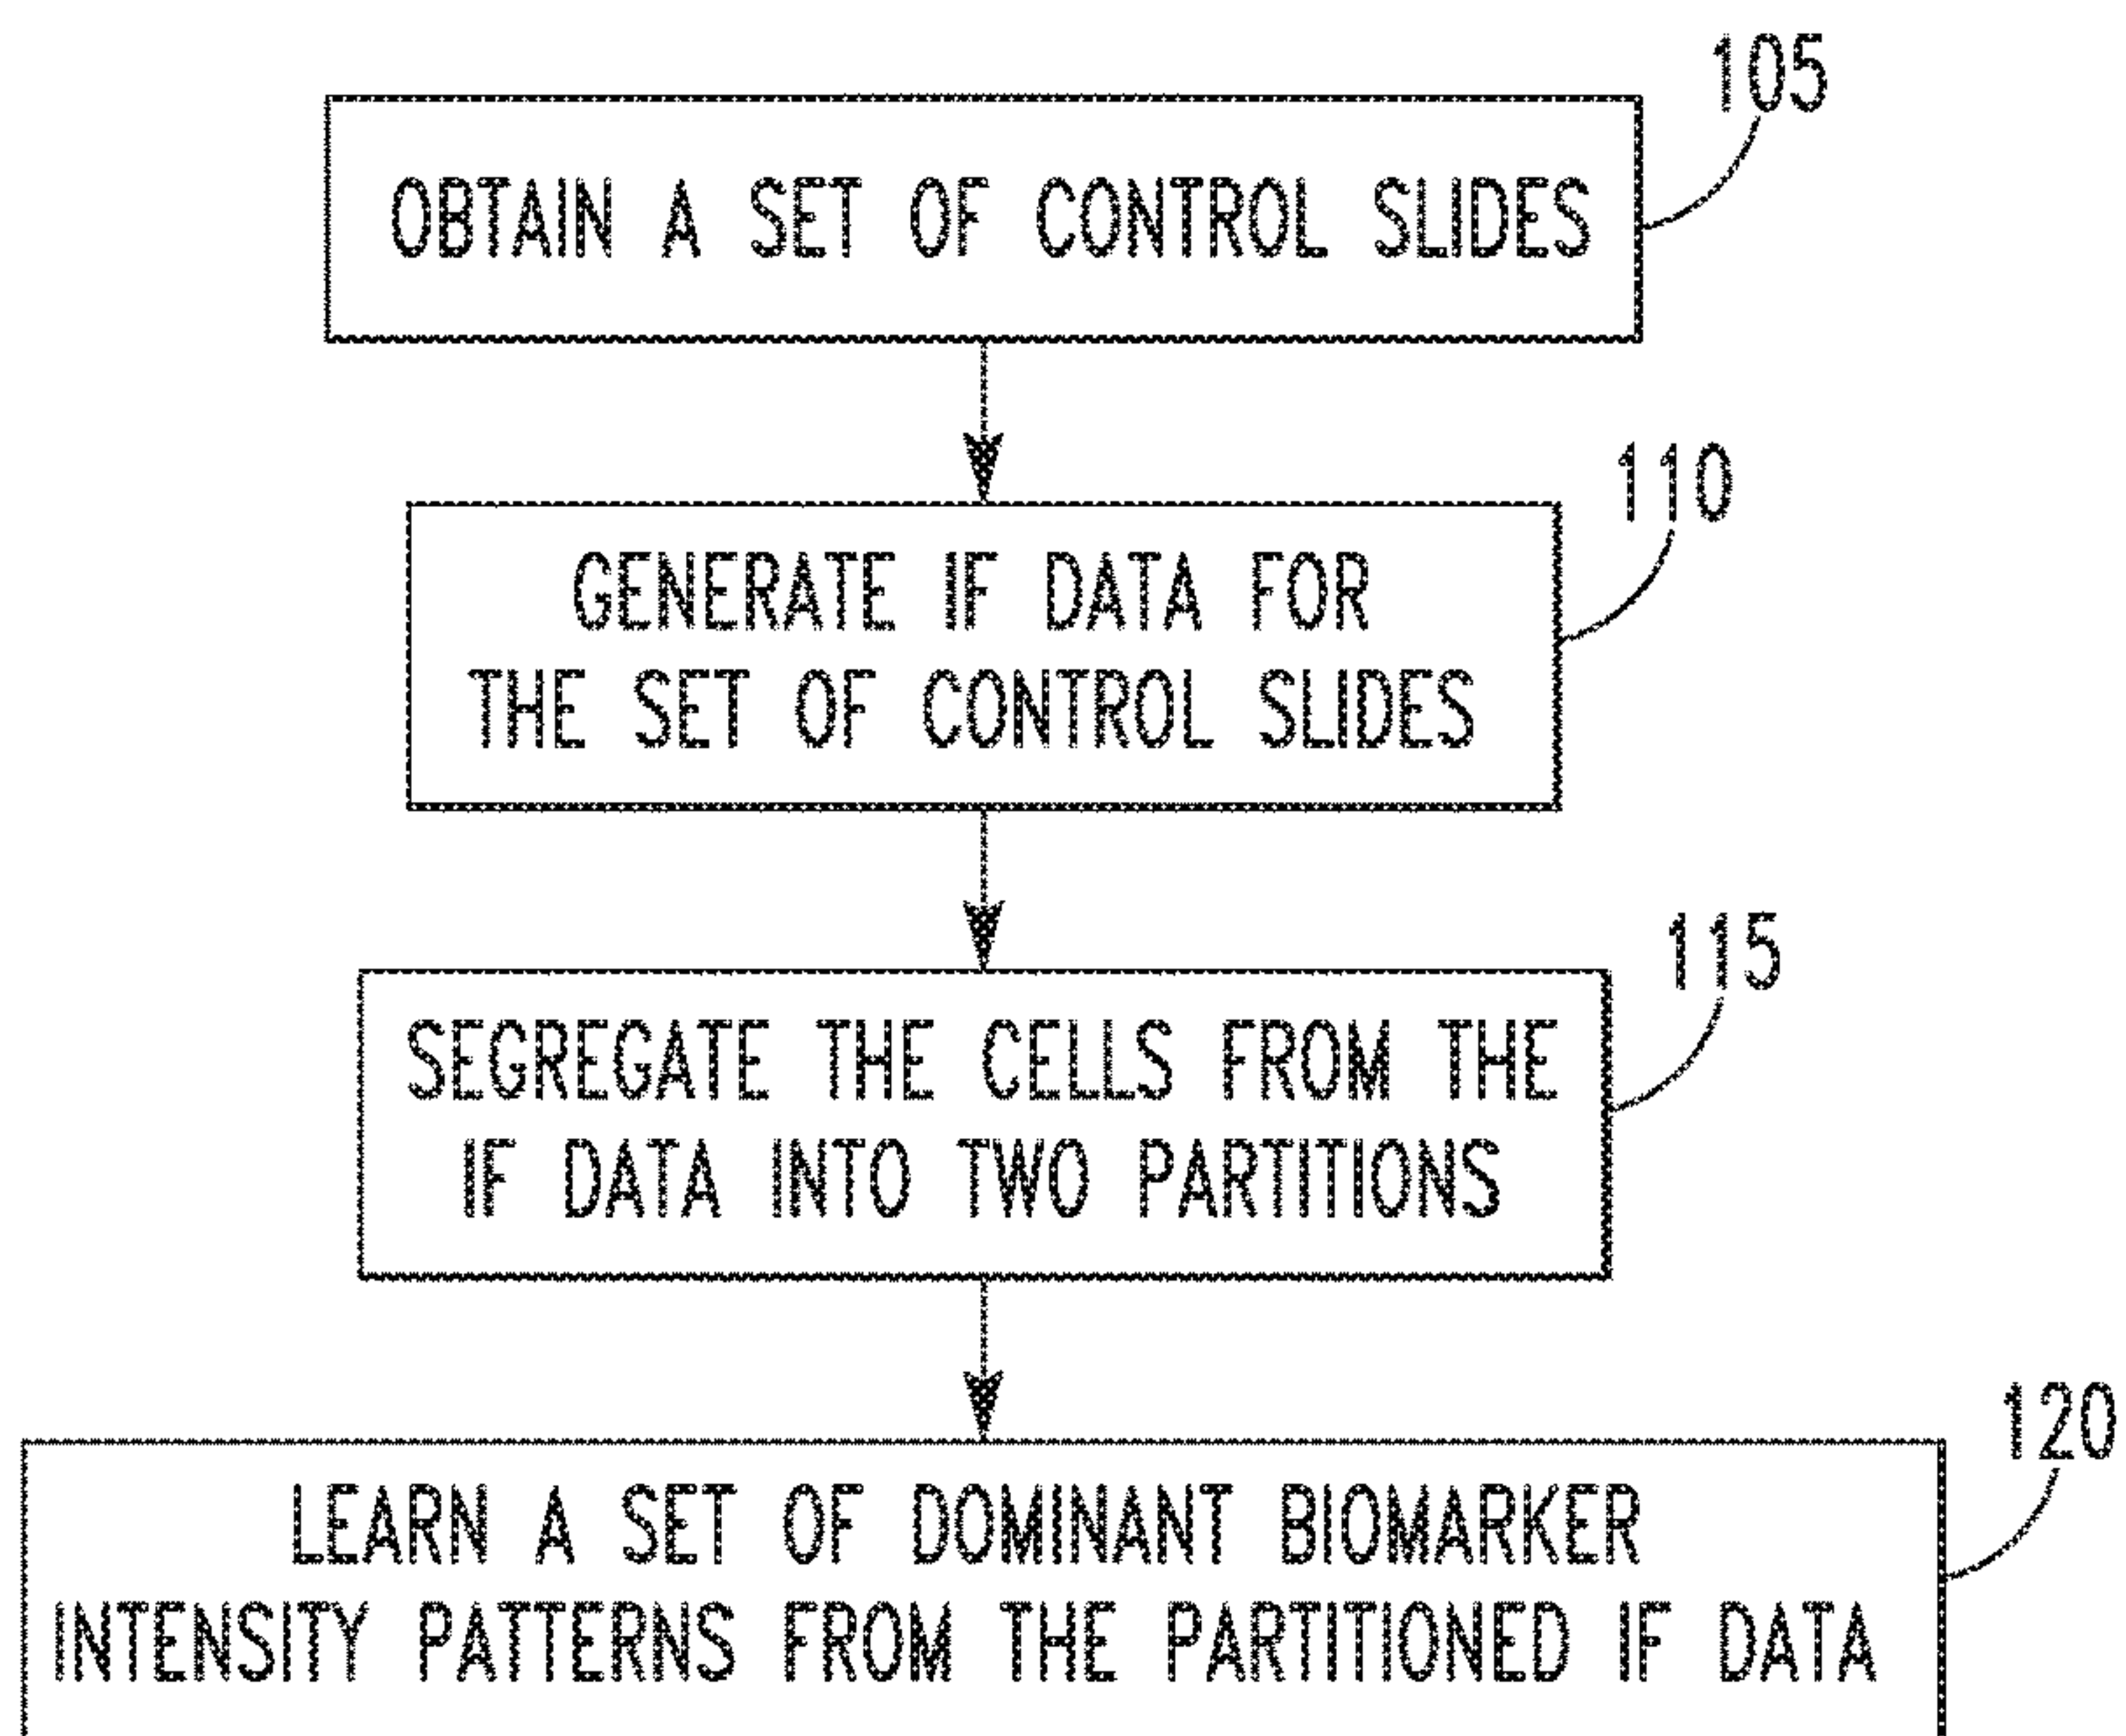 105
OBTAIN A SET OF CONTROL SLIDES
110
GENERATE IF DATA FOR
THE SET OF CONTROL SLIDES
115
SEGREGATE THE CELLS FROM THE
IF DATA INTO TWO PARTITIONS
120
LEARN A SET OF DOMINANT BIOMARKER
INTENSITY PATTERNS FROM THE PARTITIONED IF DATA